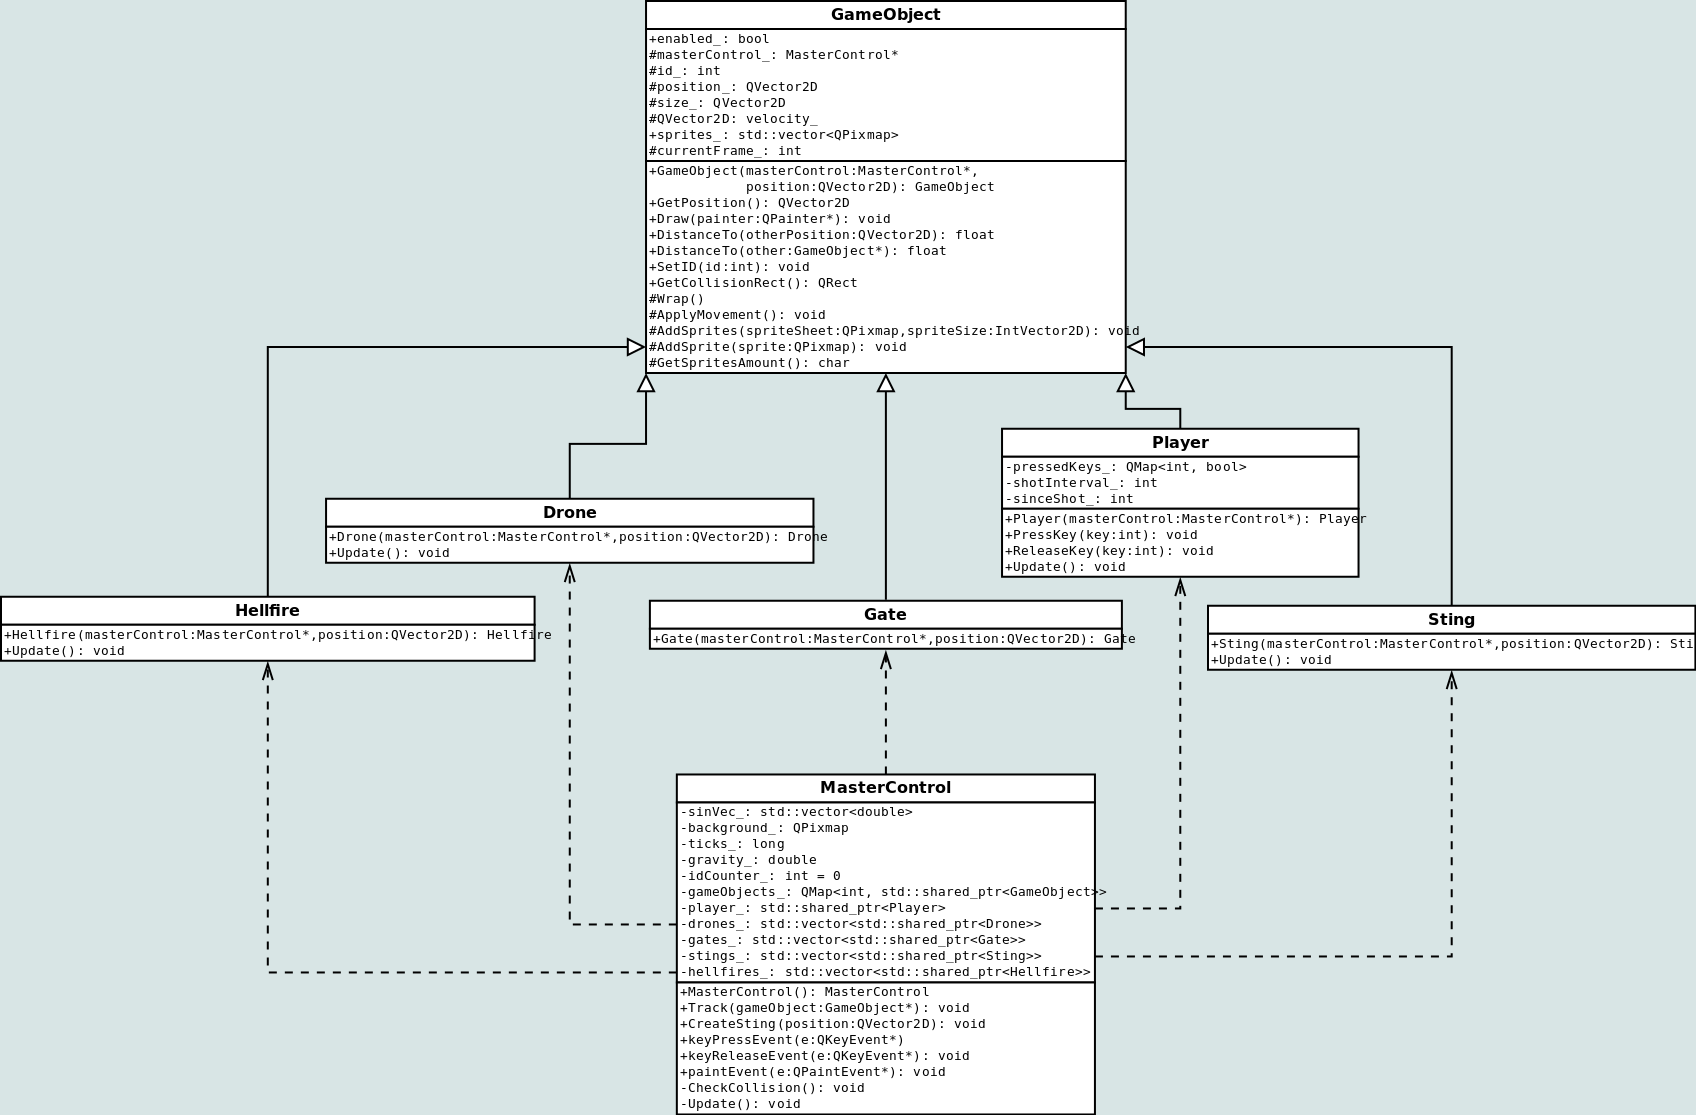 GameObject
+enabled_: bool
#masterControl_: MasterControl*
#id_: int
#position_: QVector2D
#size_: QVector2D
#QVector2D: velocity_
+sprites_: std::vector<QPixmap>
#currentFrame_: int
+GameObject(masterControl:MasterControl*,
position:QVector2D): GameObject
+GetPosition(): QVector2D
+Draw(painter:QPainter*): void
+DistanceTo(otherPosition:QVector2D): float
+DistanceTo(other:GameObject*): float
+SetID(id:int): void
+GetCollisionRect(): QRect
#Wrap()
#ApplyMovement(): void
#AddSprites(spriteSheet:QPixmap,spriteSize:IntVector2D): void
#AddSprite(sprite:QPixmap): void
#GetSpritesAmount(): char
Player
-pressedKeys_: QMap<int, bool>
-shotInterval_: int
-sinceShot_: int
+Player(masterControl:MasterControl*): Player
+PressKey(key:int): void
+ReleaseKey(key:int): void
+Update(): void
Drone
+Drone(masterControl:MasterControl*,position:QVector2D): Drone
+Update(): void
Hellfire
+Hellfire(masterControl:MasterControl*,position:QVector2D): Hellfire
+Update(): void
Gate
+Gate(masterControl:MasterControl*,position:QVector2D): Gate
Sting
+Sting(masterControl:MasterControl*,position:QVector2D): Sti
+Update(): void
MasterControl
-sinVec_: std::vector<double>
-background_: QPixmap
-ticks_: long
-gravity_: double
-idCounter_: int = 0
-gameObjects_: QMap<int, std::shared_ptr<GameObject>>
-player_: std::shared_ptr<Player>
-drones_: std::vector<std::shared_ptr<Drone>>
-gates_: std::vector<std::shared_ptr<Gate>>
-stings_: std::vector<std::shared_ptr<Sting>>
-hellfires_: std::vector<std::shared_ptr<Hellfire>>
+MasterControl(): MasterControl
+Track(gameObject:GameObject*): void
+CreateSting(position:QVector2D): void
+keyPressEvent(e:QKeyEvent*)
+keyReleaseEvent(e:QKeyEvent*): void
+paintEvent(e:QPaintEvent*): void
-CheckCollision(): void
-Update(): void